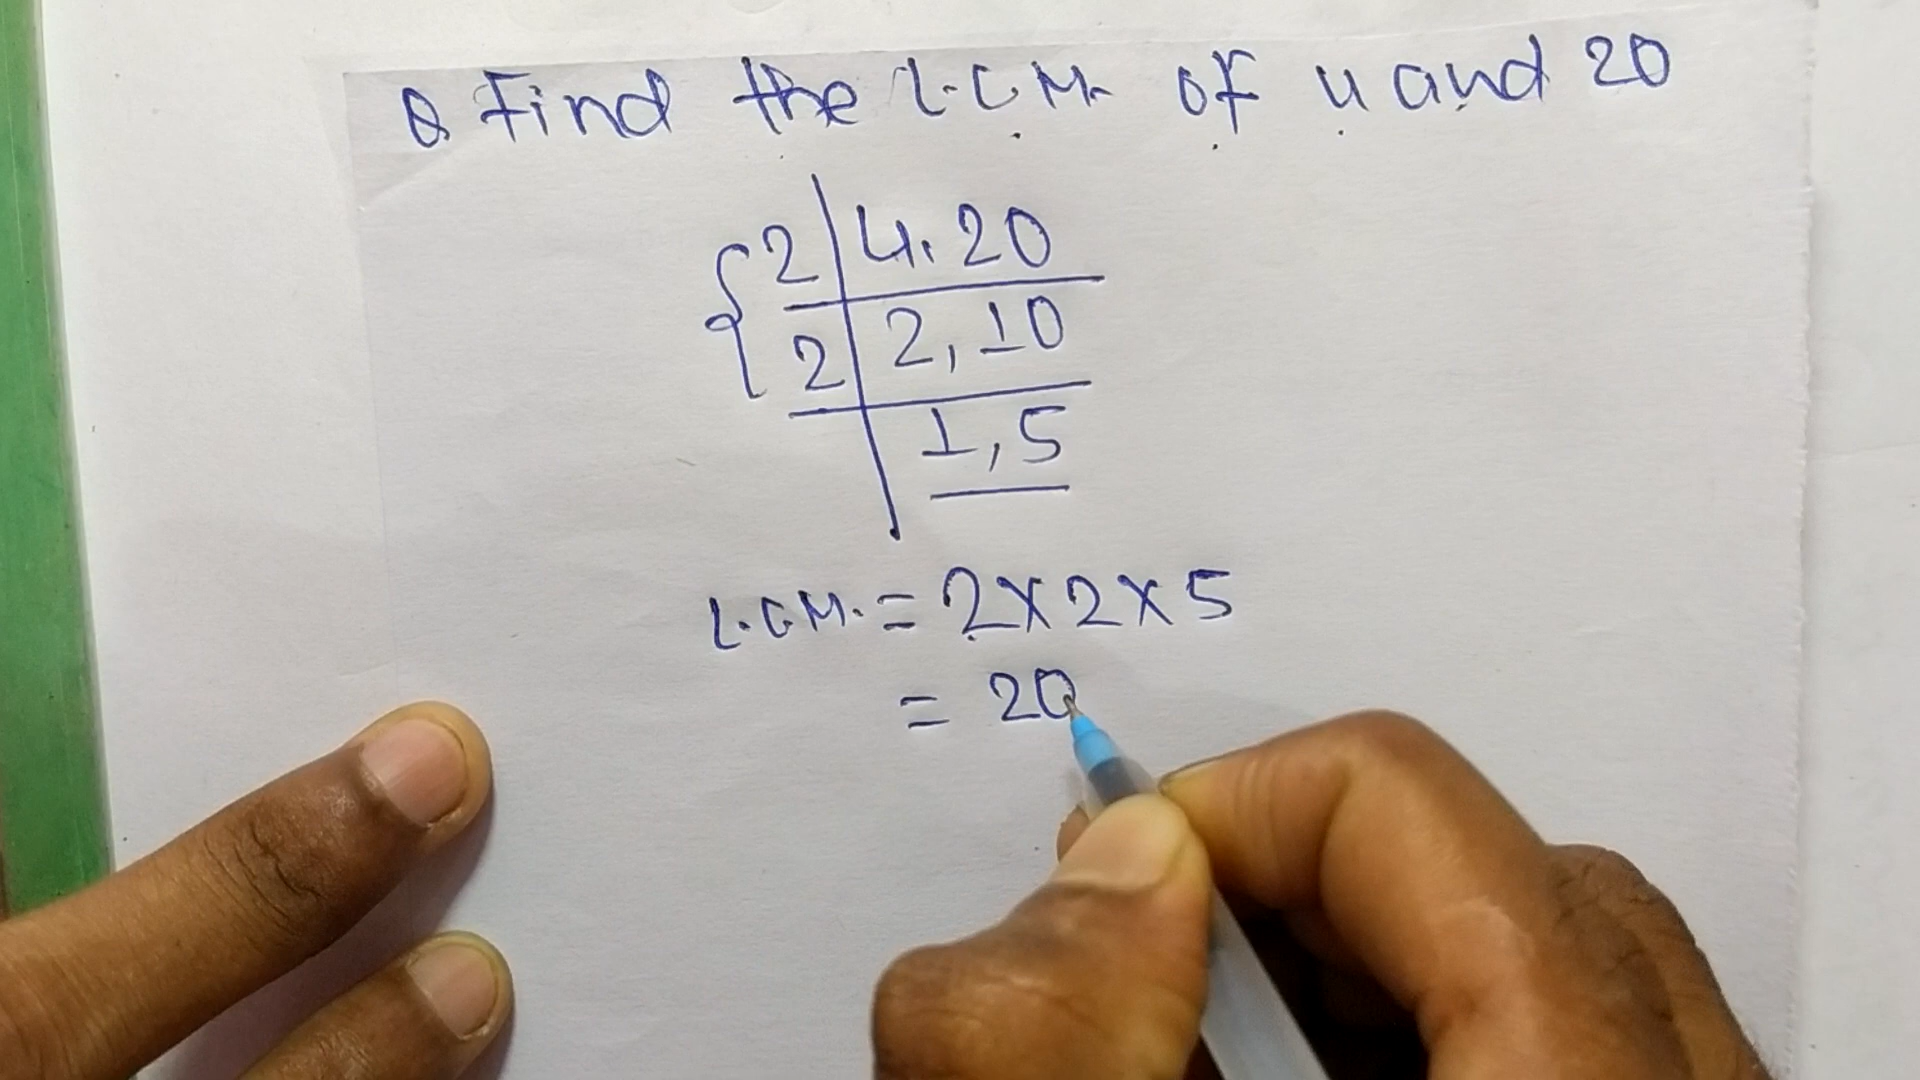 Q Find the L.C.M. of 4 and 20
2 | 4, 20
2 | 2, 10
1, 5
L.C.M. = 2 × 2 × 5
= 20